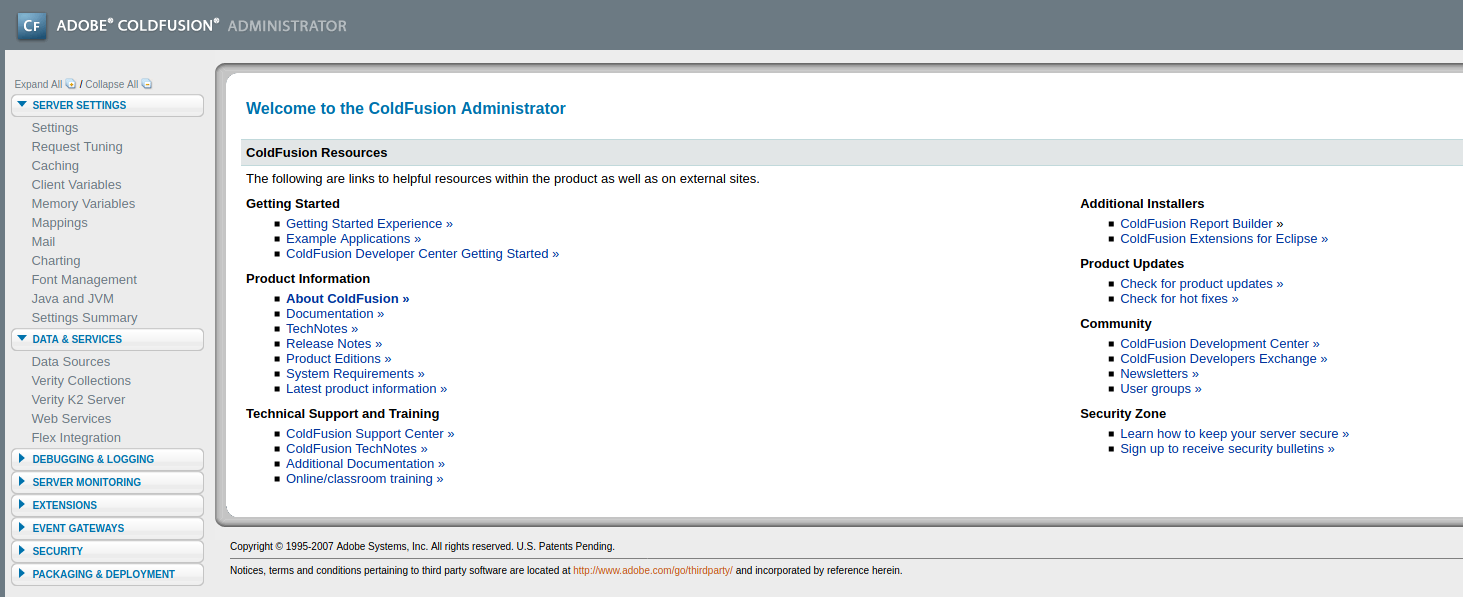 CF ADOBE® COLDFUSION® ADMINISTRATOR
Expand All / Collapse All
SERVER SETTINGS
Settings
Request Tuning
Caching
Client Variables
Memory Variables
Mappings
Mail
Charting
Font Management
Java and JVM
Settings Summary
DATA & SERVICES
Data Sources
Verity Collections
Verity K2 Server
Web Services
Flex Integration
DEBUGGING & LOGGING
SERVER MONITORING
EXTENSIONS
EVENT GATEWAYS
SECURITY
PACKAGING & DEPLOYMENT
Welcome to the ColdFusion Administrator
ColdFusion Resources
The following are links to helpful resources within the product as well as on external sites.
Getting Started
Getting Started Experience »
Example Applications »
ColdFusion Developer Center Getting Started »
Product Information
About ColdFusion »
Documentation »
TechNotes »
Release Notes »
Product Editions »
System Requirements »
Latest product information »
Technical Support and Training
ColdFusion Support Center »
ColdFusion TechNotes »
Additional Documentation »
Online/classroom training »
Additional Installers
ColdFusion Report Builder »
ColdFusion Extensions for Eclipse »
Product Updates
Check for product updates »
Check for hot fixes »
Community
ColdFusion Development Center »
ColdFusion Developers Exchange »
Newsletters »
User groups »
Security Zone
Learn how to keep your server secure »
Sign up to receive security bulletins »
Copyright © 1995-2007 Adobe Systems, Inc. All rights reserved. U.S. Patents Pending.
Notices, terms and conditions pertaining to third party software are located at http://www.adobe.com/go/thirdparty/ and incorporated by reference herein.